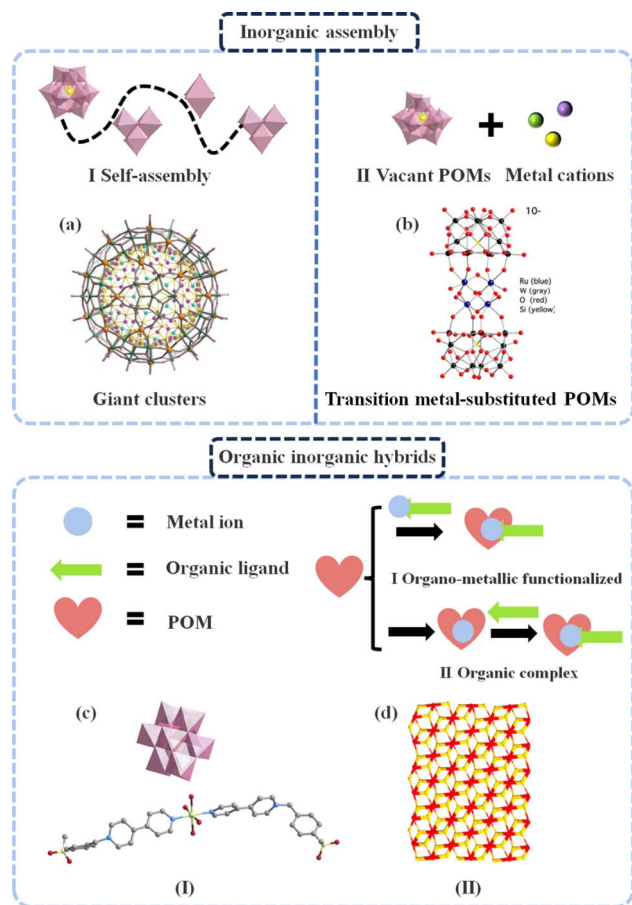 Inorganic assembly
I Self-assembly
II Vacant POMs Metal cations
(a)
(b)
10-
Ru (blue)
W (gray)
O (red)
Si (yellow)
Giant clusters
Transition metal-substituted POMs
Organic inorganic hybrids
= Metal ion
= Organic ligand
= POM
I Organo-metallic functionalized
II Organic complex
(c)
(d)
(I)
(II)